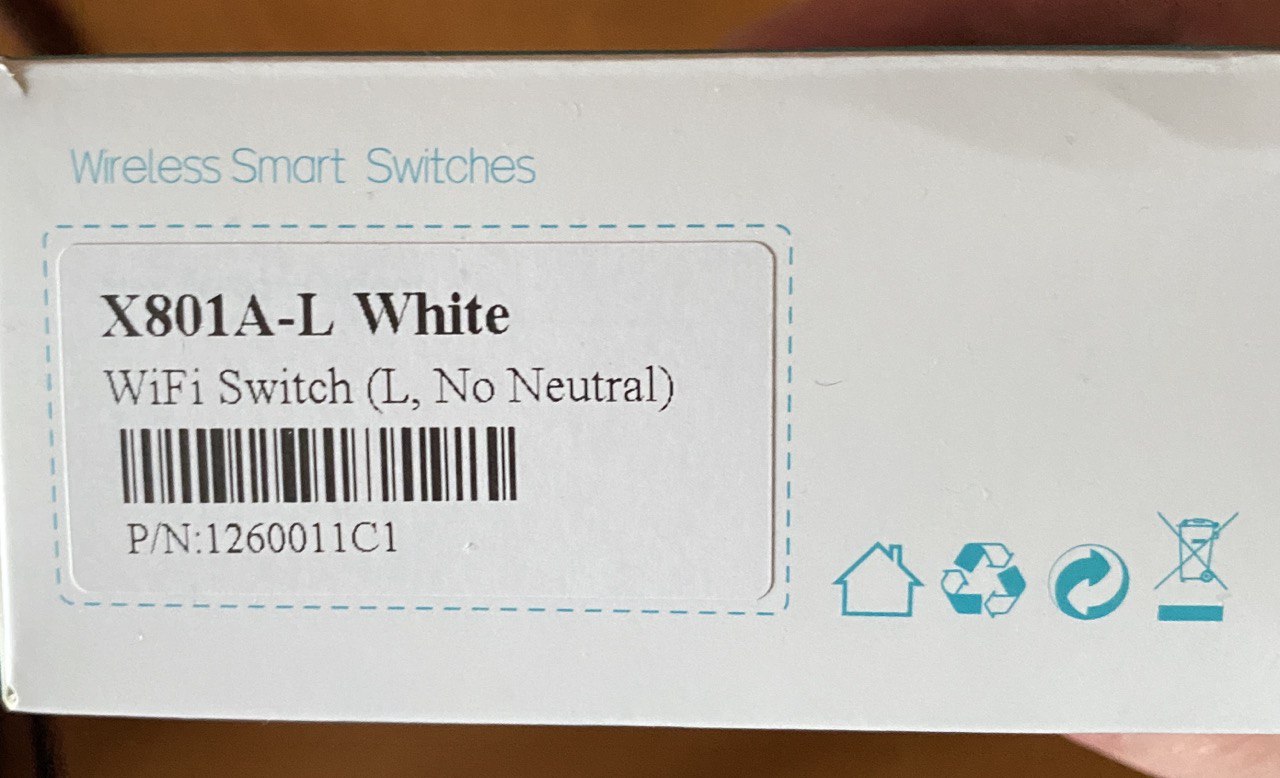 Wireless Smart Switches
X801A-L White
WiFi Switch (L, No Neutral)
P/N:1260011C1